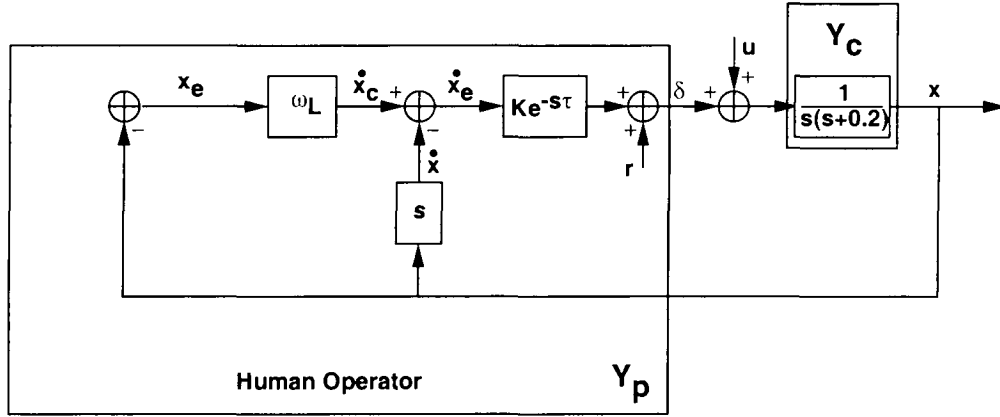 u
Y_c
x_e
ω_L
ẋ_c
+
ẋ_e
Ke^{-sτ}
+
δ
+
+
1
s(s+0.2)
x
−
−
+
ẋ
r
s
Human Operator
Y_p